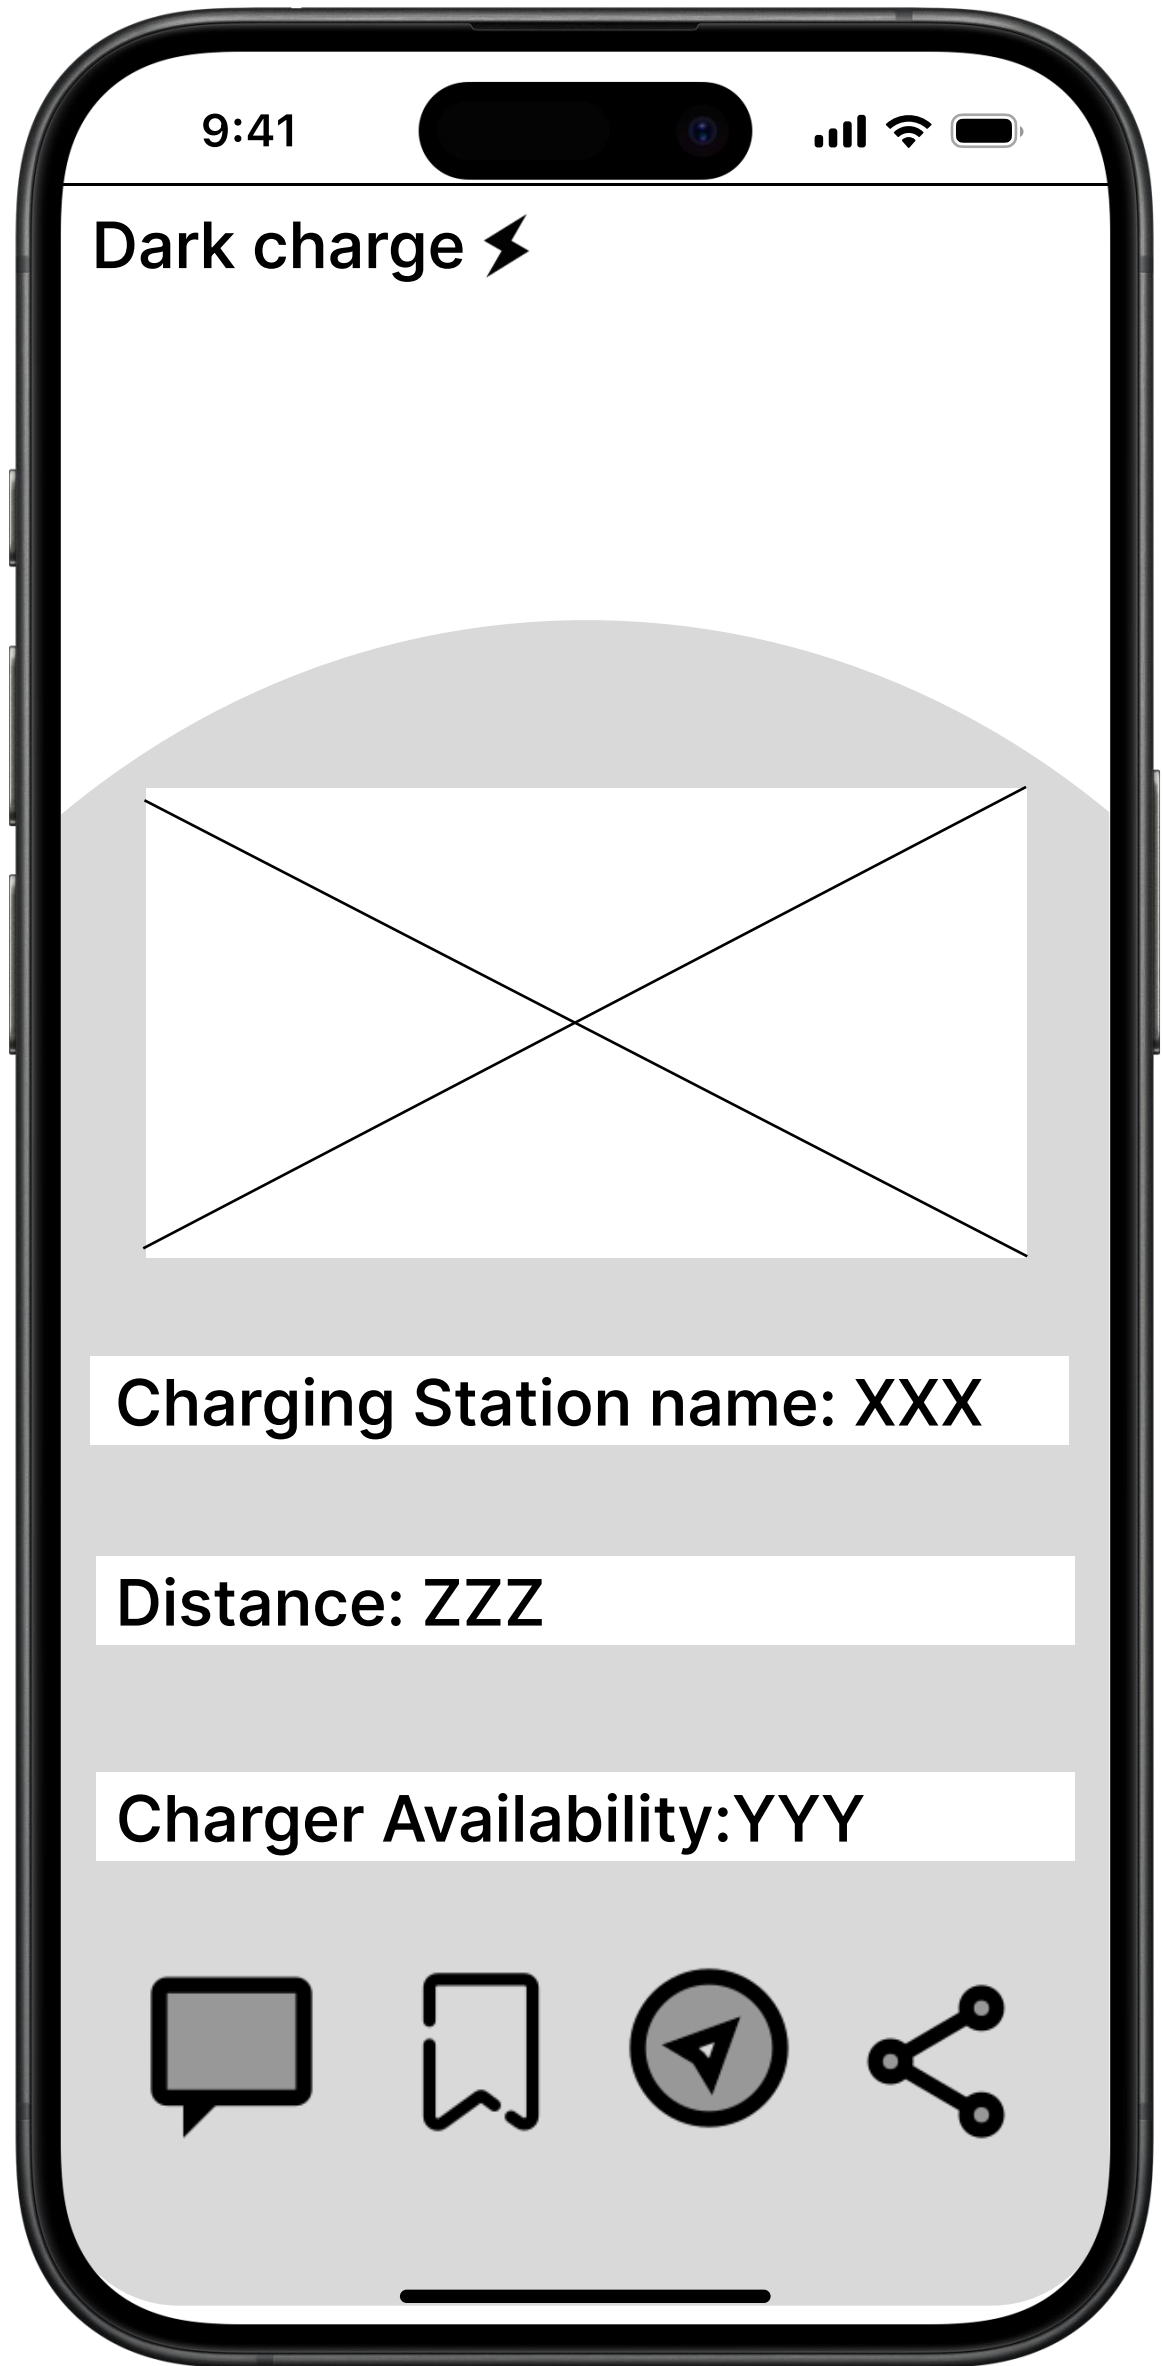 9:41
Dark charge
Charging Station name: XXX
Distance: ZZZ
Charger Availability:YYY